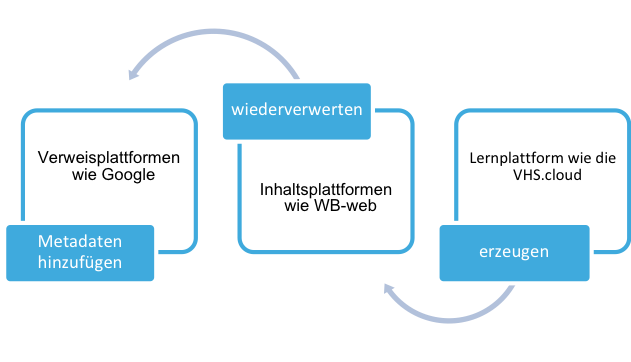 Verweisplattformen
wie Google
Metadaten
hinzufügen
wiederverwerten
Inhaltsplattformen
wie WB-web
Lernplattform wie die
VHS.cloud
erzeugen